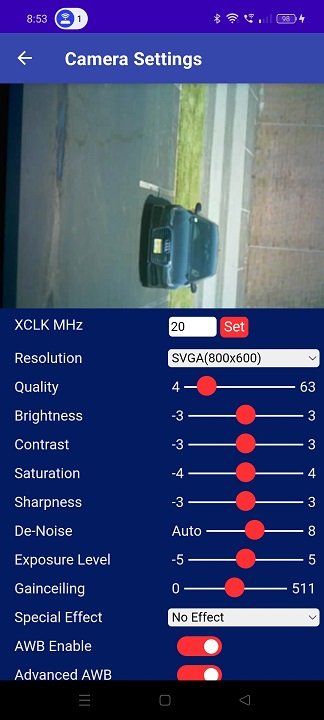 8:53 1 98
Camera Settings
XCLK MHz 20 Set
Resolution SVGA(800x600)
Quality 4 63
Brightness -3 3
Contrast -3 3
Saturation -4 4
Sharpness -3 3
De-Noise Auto 8
Exposure Level -5 5
Gainceiling 0 511
Special Effect No Effect
AWB Enable
Advanced AWB